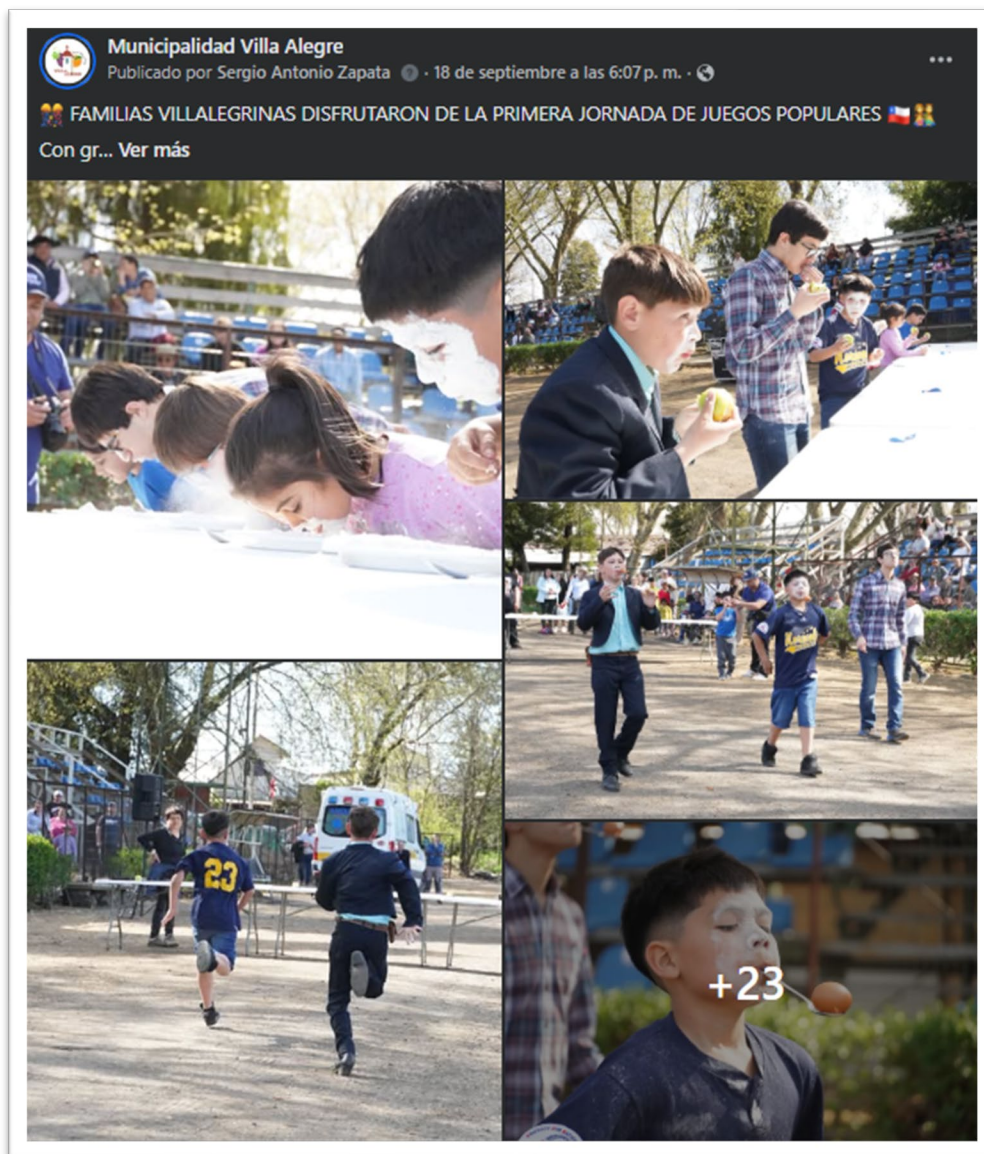 Municipalidad Villa Alegre
Publicado por Sergio Antonio Zapata · 18 de septiembre a las 6:07 p. m. ·
FAMILIAS VILLALEGRINAS DISFRUTARON DE LA PRIMERA JORNADA DE JUEGOS POPULARES
Con gr... Ver más
23
+23